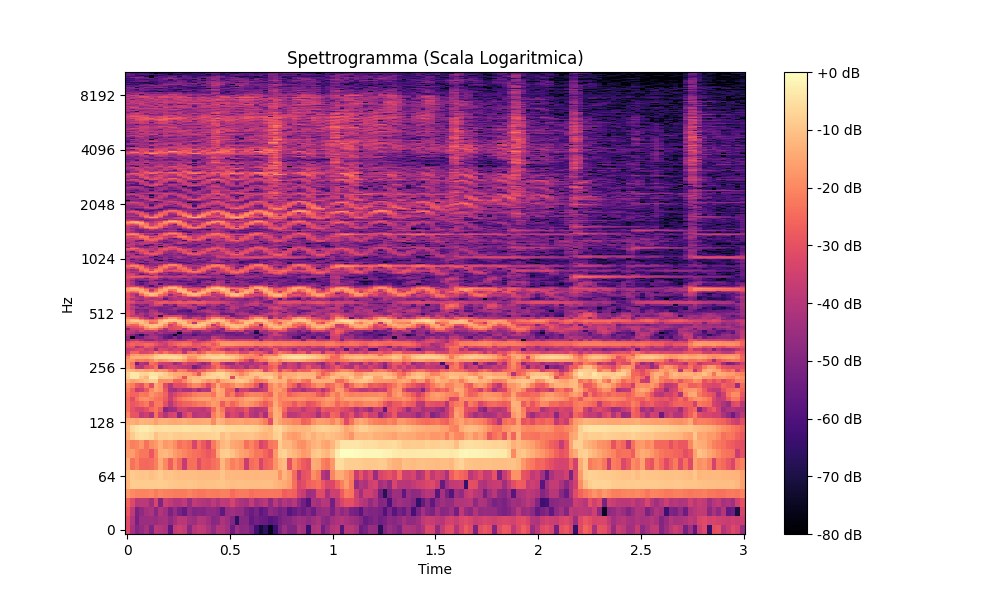 Spettrogramma (Scala Logaritmica)
8192
4096
2048
1024
512
256
128
64
0
Hz
0
0.5
1
1.5
2
2.5
3
Time
+0 dB
-10 dB
-20 dB
-30 dB
-40 dB
-50 dB
-60 dB
-70 dB
-80 dB